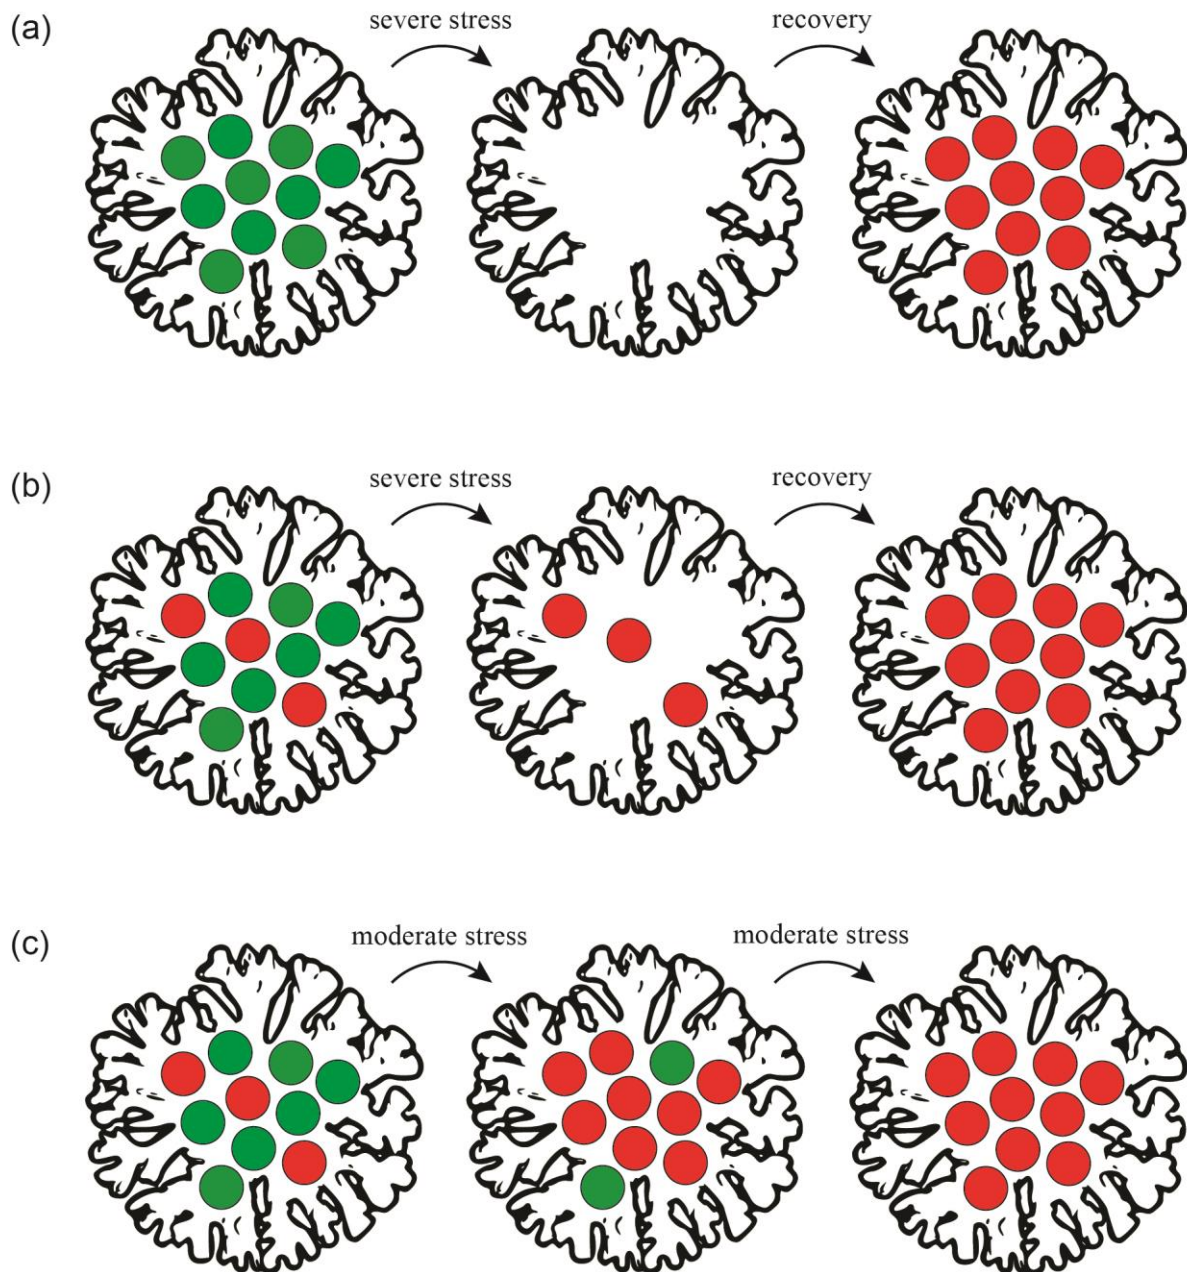 (a)
severe stress
recovery
(b)
severe stress
recovery
(c)
moderate stress
moderate stress